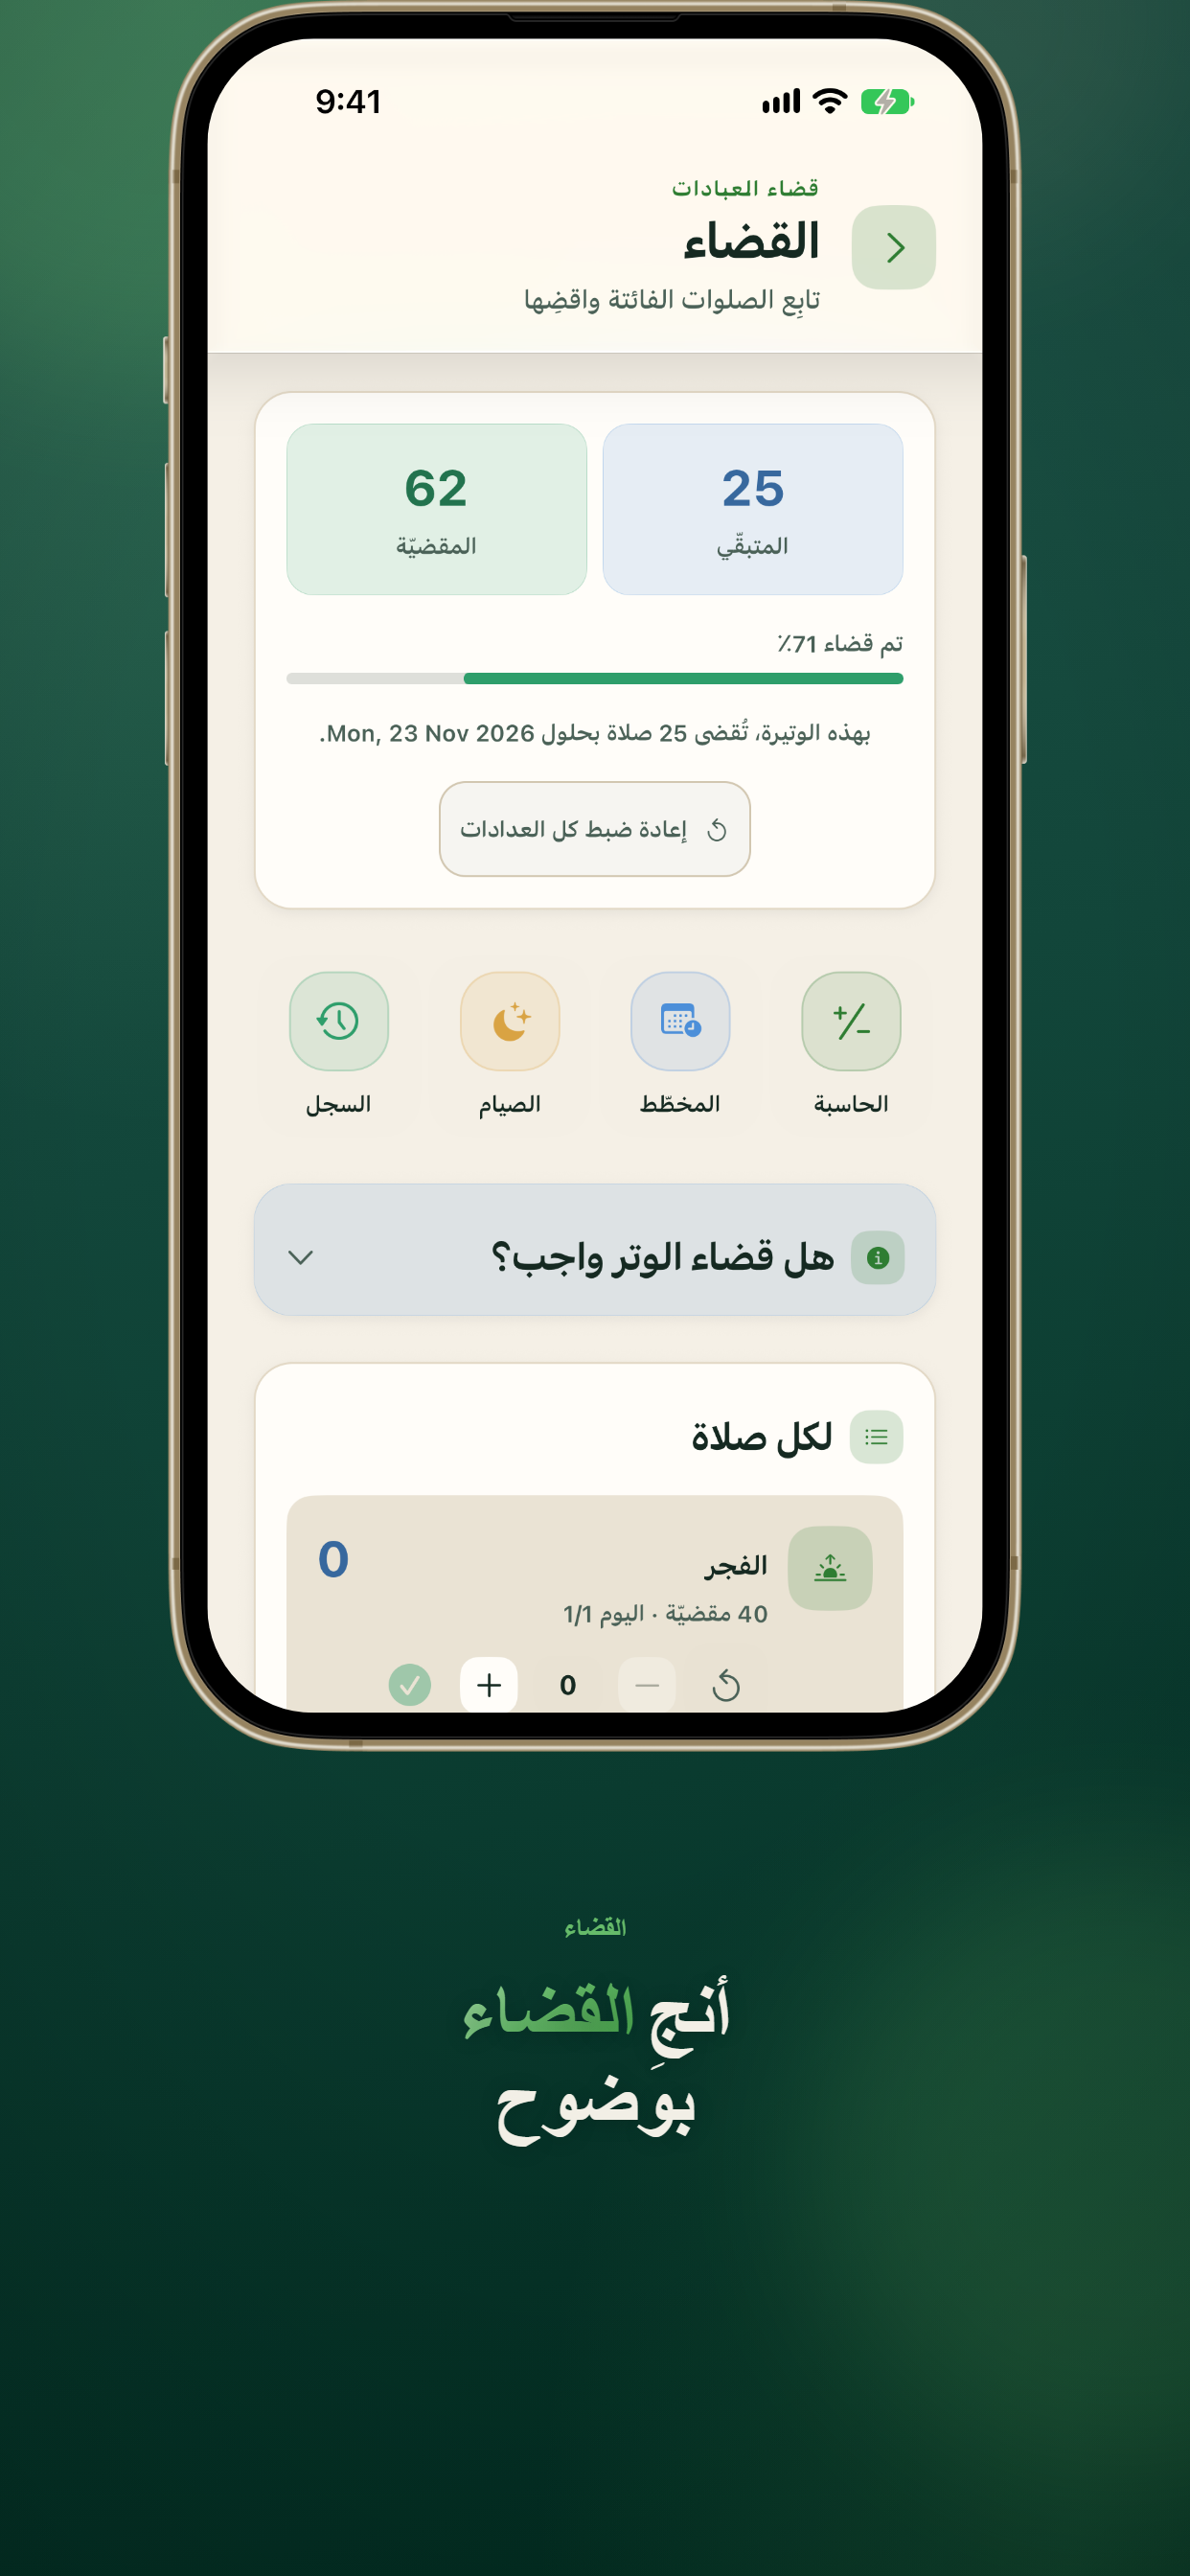 9:41
قضاء العبادات
القضاء
تابِع الصلوات الفائتة واقضِها
25
المتبقّي
62
المقضيّة
تم قضاء 71٪
بهذه الوتيرة، تُقضى 25 صلاة بحلول Mon, 23 Nov 2026.
إعادة ضبط كل العدادات
الحاسبة
المخطّط
الصيام
السجل
هل قضاء الوتر واجب؟
لكل صلاة
الفجر
0
40 مقضيّة · اليوم 1/1
0
القضاء
أنجِ القضاء
بوضوح